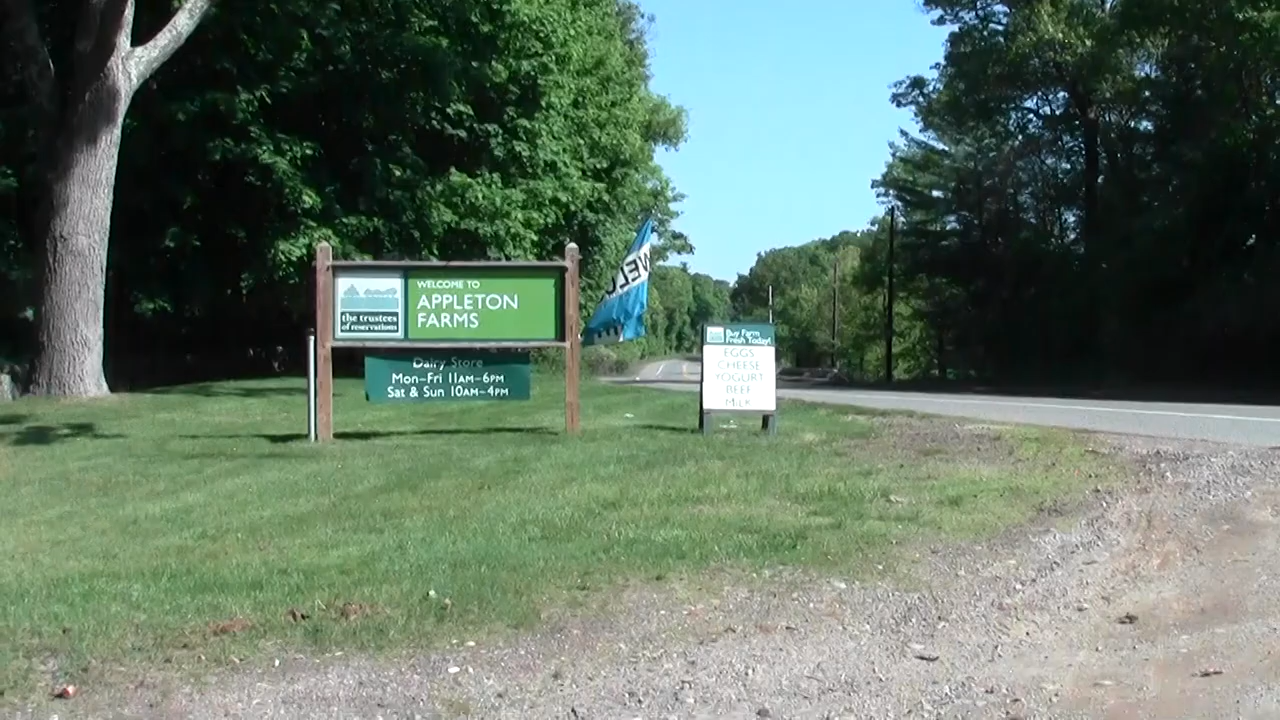 WELCOME TO
APPLETON
FARMS
the trustees
of reservations
Dairy Store
Mon-Fri 11AM-6PM
Sat & Sun 10AM-4PM
Buy Farm
Fresh Today!
EGGS
CHEESE
YOGURT
BEEF
MILK